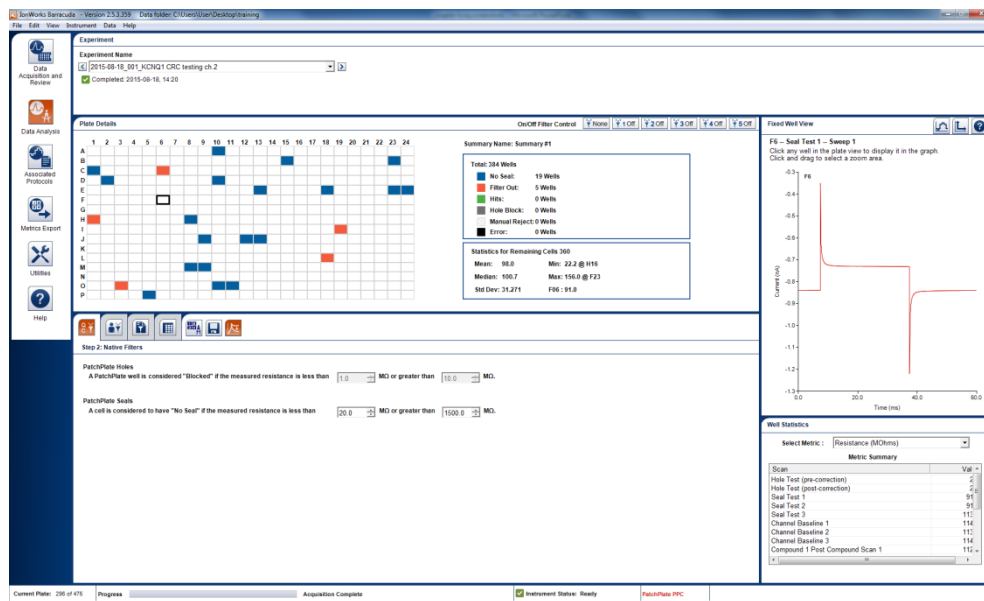 IonWorks Barracuda - Version 2.5.3.359 Data folder: C:\Users\User\Desktop\training
File Edit View Instrument Data Help
Data Acquisition and Review
Data Analysis
Associated Protocols
Metrics Export
Utilities
Help
Experiment
Experiment Name
2015-08-18_001_KCNQ1 CRC testing ch.2
Completed: 2015-08-18, 14:20
Plate Details
On/Off Filter Control None 1 Off 2 Off 3 Off 4 Off 5 Off
1 2 3 4 5 6 7 8 9 10 11 12 13 14 15 16 17 18 19 20 21 22 23 24
A
B
C
D
E
F
G
H
I
J
K
L
M
N
O
P
Summary Name: Summary #1
Total: 384 Wells
No Seal: 19 Wells
Filter Out: 5 Wells
Hits: 0 Wells
Hole Block: 0 Wells
Manual Reject: 0 Wells
Error: 0 Wells
Statistics for Remaining Cells 360
Mean: 98.0 Min: 22.2 @ H16
Median: 100.7 Max: 156.0 @ F23
Std Dev: 31.271 F06 : 91.0
Step 2: Native Filters
PatchPlate Holes
A PatchPlate well is considered "Blocked" if the measured resistance is less than 1.0 MΩ or greater than 10.0 MΩ.
PatchPlate Seals
A cell is considered to have "No Seal" if the measured resistance is less than 20.0 MΩ or greater than 1500.0 MΩ.
Fixed Well View
F6 -- Seal Test 1 -- Sweep 1
Click any well in the plate view to display it in the graph.
Click and drag to select a zoom area.
F6
Current (nA)
-0.3
-0.4
-0.5
-0.6
-0.7
-0.8
-0.9
-1.0
-1.1
-1.2
-1.3
0.0 20.0 40.0 60.0
Time (ms)
Well Statistics
Select Metric : Resistance (MOhms)
Metric Summary
Scan Val
Hole Test (pre-correction)
Hole Test (post-correction)
Seal Test 1 91
Seal Test 2 91
Seal Test 3 113
Channel Baseline 1 114
Channel Baseline 2 113
Channel Baseline 3 114
Compound 1 Post Compound Scan 1 112
Current Plate: 296 of 475 Progress Acquisition Complete Instrument Status: Ready PatchPlate PPC